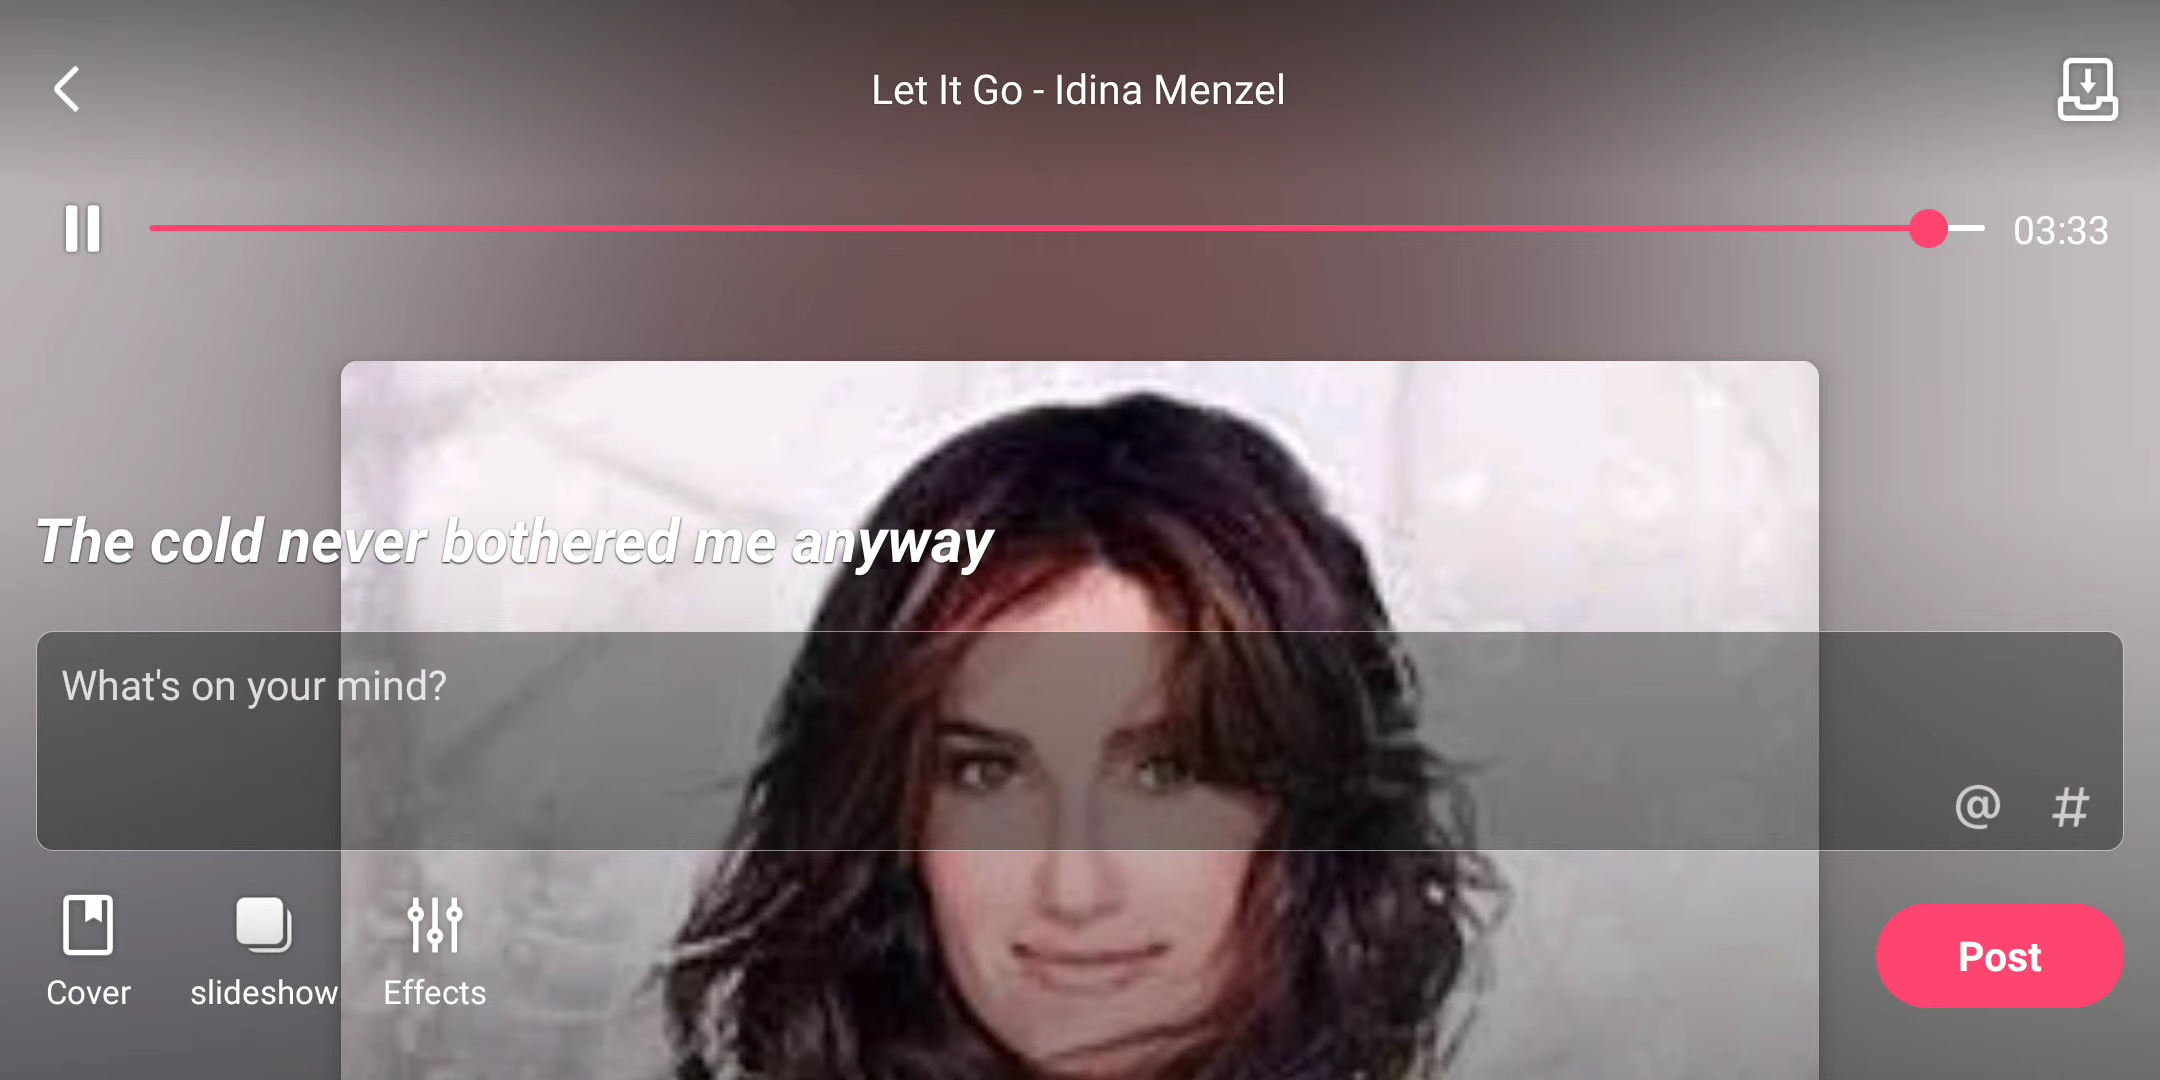 Let It Go - Idina Menzel
03:33
The cold never bothered me anyway
What's on your mind?
@ #
Cover slideshow Effects
Post